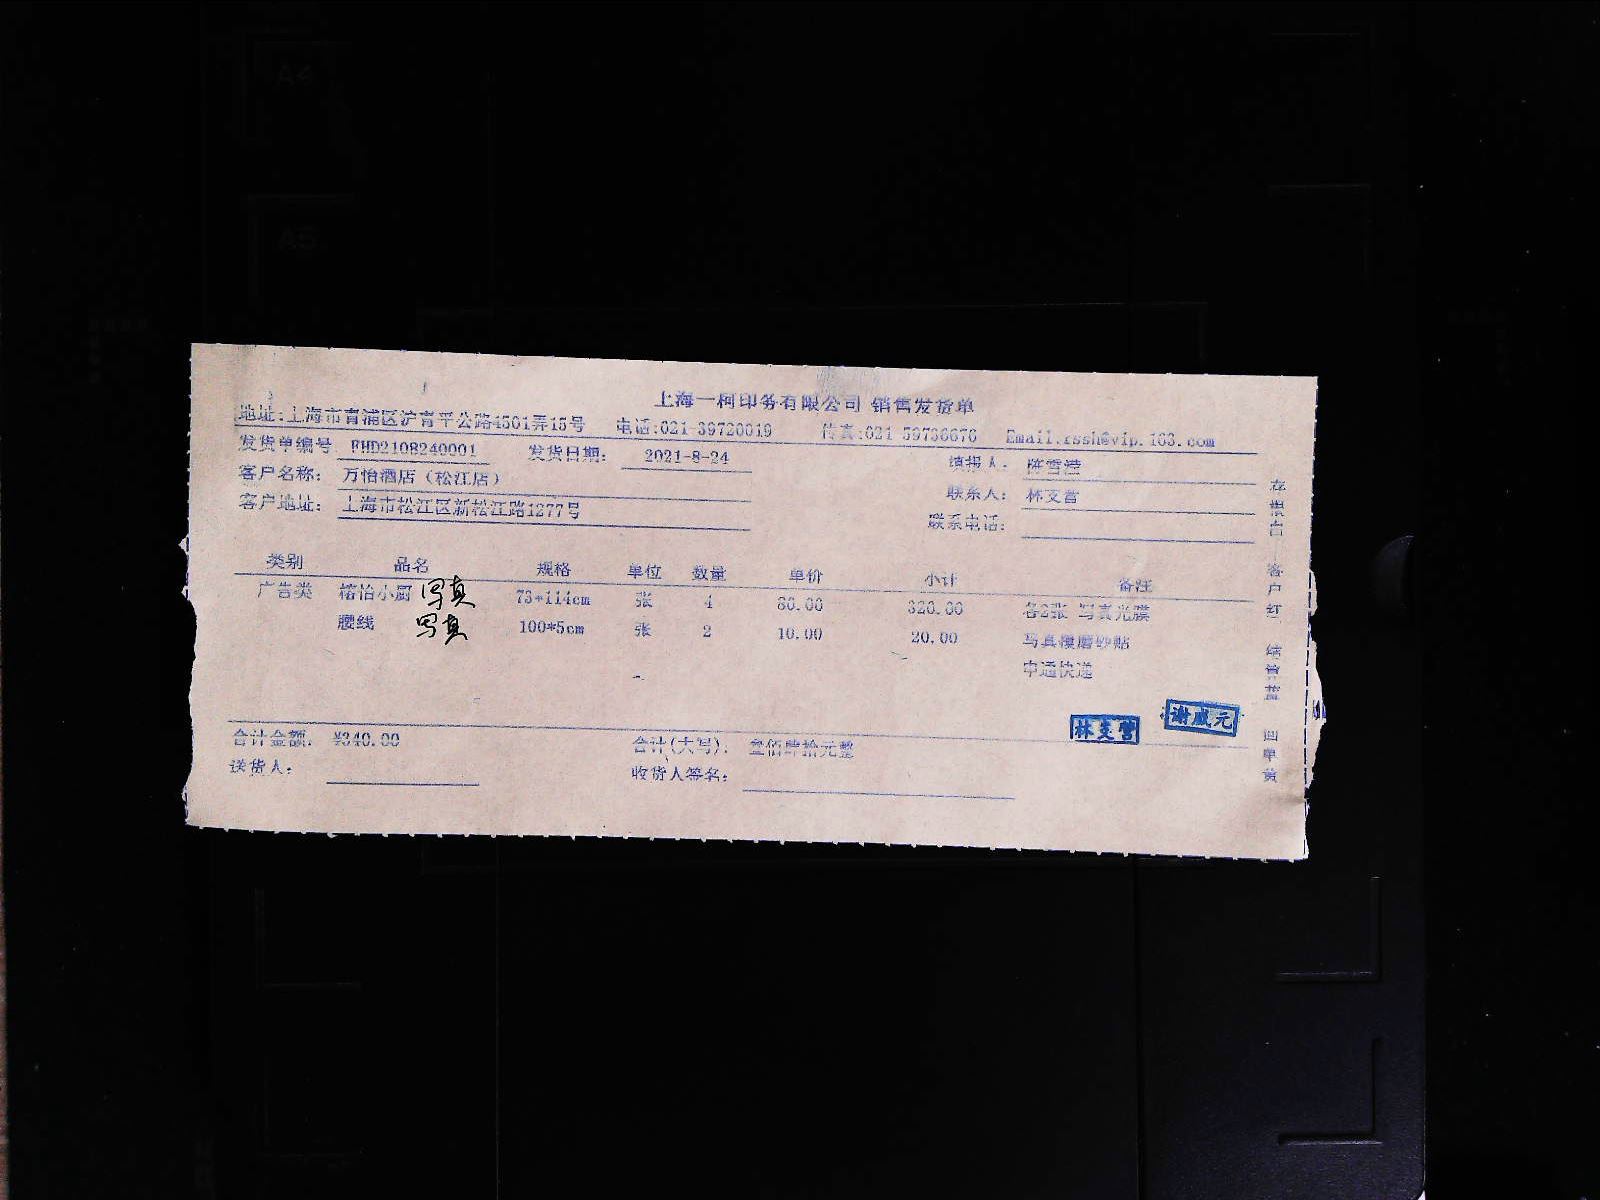 上海一柯印务有限公司 销售发货单
地址:上海市青浦区沪青平公路4501弄15号 电话:021-39720019 传真:021-59736676 Email.rssh@vip.163.com
发货单编号 FHD2108240001 发货日期: 2021-8-24 填报人: 陈雪滢
客户名称: 万怡酒店（松江店） 联系人: 林支营
客户地址: 上海市松江区新松江路1277号 联系电话:
类别 品名 规格 单位 数量 单价 小计 备注
广告类 榕怡小厨 写真 73*114cm 张 4 80.00 320.00 各2张 写真光膜
腰线 写真 100*5cm 张 2 10.00 20.00 写真覆磨砂贴
中通快递
林支营 谢威元
合计金额: ¥340.00 合计(大写): 叁佰肆拾元整
送货人: 收货人签名:
存根白 客户红 结算蓝 回单黄